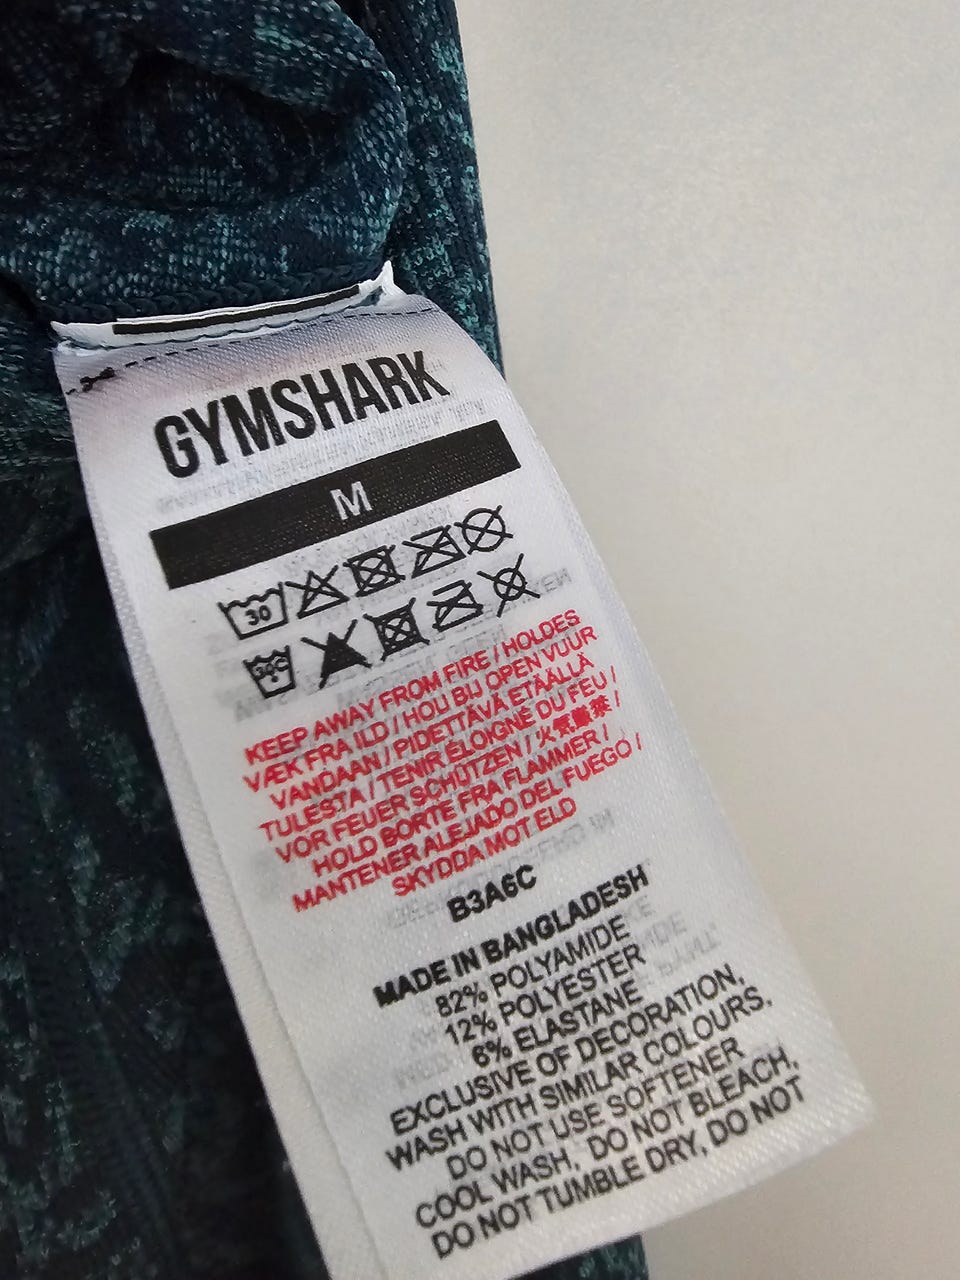 GYMSHARK
M
30
30C
KEEP AWAY FROM FIRE / HOLDES
VÆK FRA ILD / HOU BIJ OPEN VUUR
VANDAAN / PIDETTÄVÄ ETÄÄLLÄ
TULESTA / TENIR ÉLOIGNÉ DU FEU /
VOR FEUER SCHÜTZEN / 火気厳禁 /
HOLD BORTE FRA FLAMMER /
MANTENER ALEJADO DEL FUEGO /
SKYDDA MOT ELD
B3A6C
MADE IN BANGLADESH
82% POLYAMIDE
12% POLYESTER
6% ELASTANE
EXCLUSIVE OF DECORATION.
WASH WITH SIMILAR COLOURS.
DO NOT USE SOFTENER
COOL WASH. DO NOT BLEACH.
DO NOT TUMBLE DRY, DO NOT